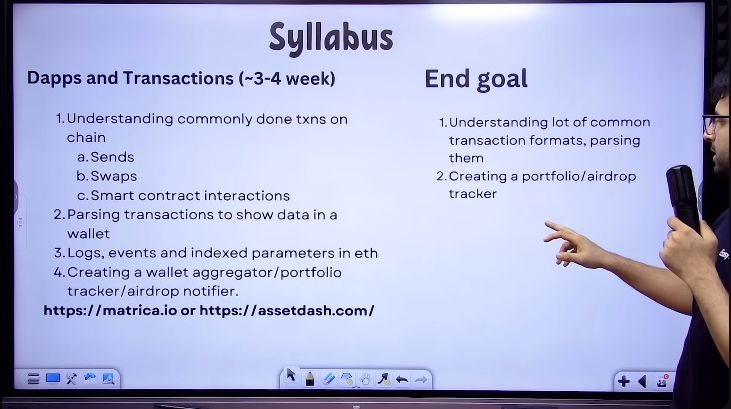 Syllabus
Dapps and Transactions (~3-4 week)
1. Understanding commonly done txns on
chain
a. Sends
b. Swaps
c. Smart contract interactions
2. Parsing transactions to show data in a
wallet
3. Logs, events and indexed parameters in eth
4. Creating a wallet aggregator/portfolio
tracker/airdrop notifier.
https://matrica.io or https://assetdash.com/
End goal
1. Understanding lot of common
transaction formats, parsing
them
2. Creating a portfolio/airdrop
tracker